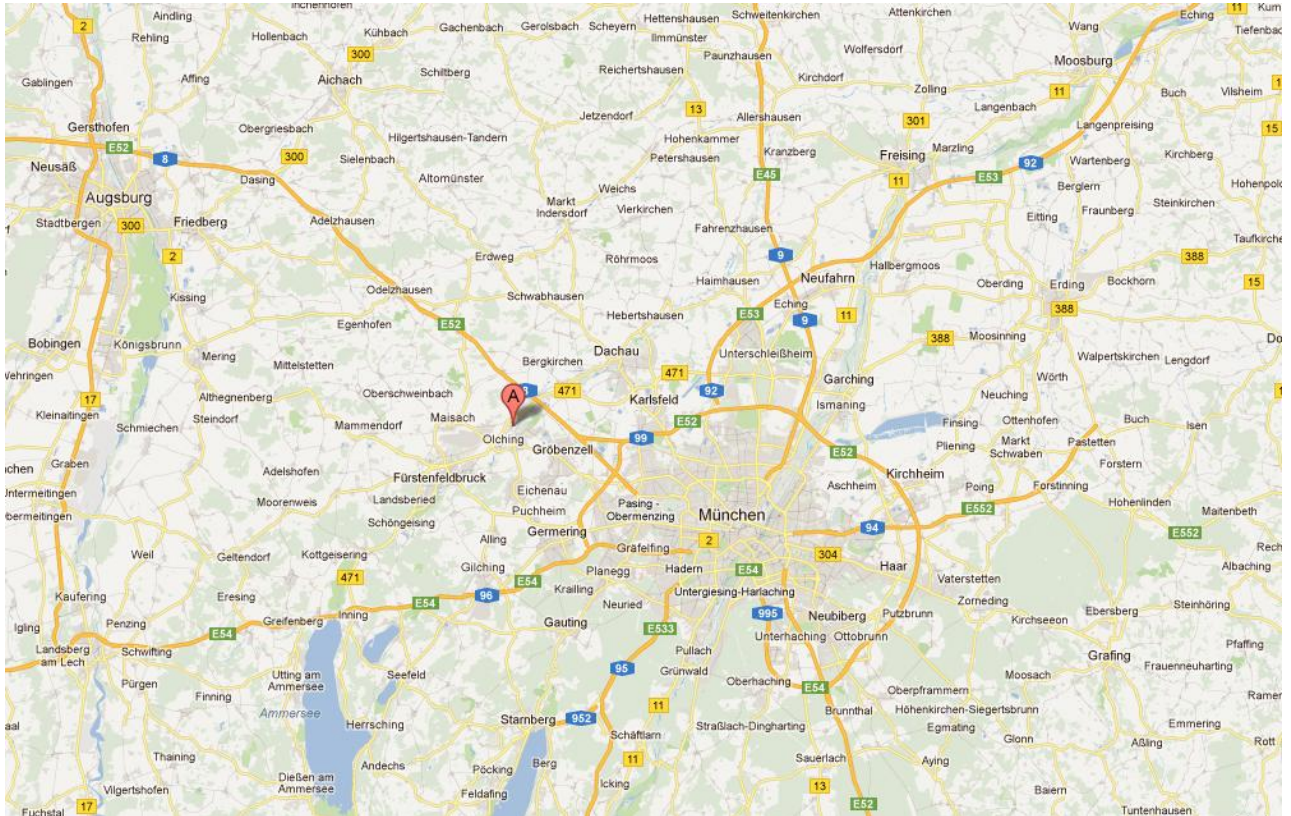 Inchenhofen
Gachenbach
Gerolsbach
Scheyern
Hettenshausen
Ilmmünster
Schweitenkirchen
Attenkirchen
11
Eching
2
Aindling
Rehling
Hollenbach
Kühbach
Paunzhausen
Wang
Tiefenbac
300
Wolfersdorf
Moosburg
Gablingen
Affing
Aichach
Schiltberg
Reichertshausen
Kirchdorf
Zolling
11
Buch
Vilsheim
Langenbach
13
Jetzendorf
Allershausen
301
Langenpreising
Gersthofen
Obergriesbach
Hilgertshausen-Tandern
Hohenkammer
15
E52
8
300
Sielenbach
Petershausen
Kranzberg
Freising
Marzling
92
Wartenberg
Kirchberg
Neusäß
Dasing
Altomünster
E45
11
E53
Berglern
Hohenpold
Augsburg
Weichs
Markt
Indersdorf
Vierkirchen
Eitting
Fraunberg
Steinkirchen
Stadtbergen
300
Friedberg
Adelzhausen
Fahrenzhausen
Taufkirche
2
Erdweg
Röhrmoos
9
Neufahrn
Hallbergmoos
388
Kissing
Odelzhausen
Schwabhausen
Haimhausen
Oberding
Erding
Bockhorn
15
Egenhofen
E52
Hebertshausen
E53
Eching
9
11
388
Bobingen
Königsbrunn
Mering
Mittelstetten
Bergkirchen
Dachau
Unterschleißheim
388
Moosinning
Walpertskirchen
Lengdorf
Wehringen
471
471
92
Garching
Wörth
17
Althegnenberg
Oberschweinbach
A
8
Karlsfeld
Ismaning
Neuching
Kleinaitingen
Schmiechen
Steindorf
Mammendorf
Maisach
E52
Finsing
Ottenhofen
Buch
Isen
Olching
99
Pliening
Markt
Schwaben
Pastetten
Gröbenzell
E52
Graben
Adelshofen
Fürstenfeldbruck
Kirchheim
Forstern
Untermeitingen
Moorenweis
Landsberied
Eichenau
Aschheim
Poing
Forstinning
Hohenlinden
Obermeitingen
Schöngeising
Puchheim
Pasing -
Obermenzing
München
E552
Maitenbeth
Germering
94
E552
Weil
Geltendorf
Kottgeisering
Alling
Gräfelfing
2
304
Rech
471
Gilching
E54
Planegg
Hadern
E54
Haar
Albaching
Kaufering
Eresing
96
Krailling
Untergiesing-Harlaching
Vaterstetten
E54
Neuried
995
Neubiberg
Putzbrunn
Zorneding
Ebersberg
Steinhöring
Igling
Penzing
Greifenberg
Inning
Gauting
E533
Kirchseeon
E54
Unterhaching
Ottobrunn
Pfaffing
Landsberg
am Lech
Schwifting
Pullach
Grafing
Frauenneuharting
Pürgen
Utting am
Ammersee
Seefeld
95
Grünwald
Oberhaching
E54
Oberpframmern
Moosach
Finning
11
Höhenkirchen-Siegertsbrunn
Ammersee
Herrsching
Starnberg
952
Straßlach-Dingharting
Brunnthal
Egmating
Emmering
Schäftlarn
Glonn
Aßling
Rott
Thaining
Andechs
Pöcking
Berg
11
Sauerlach
Aying
Dießen am
Ammersee
Vilgertshofen
Feldafing
Icking
13
Baiern
Fuchstal
17
E52
Tuntenhausen